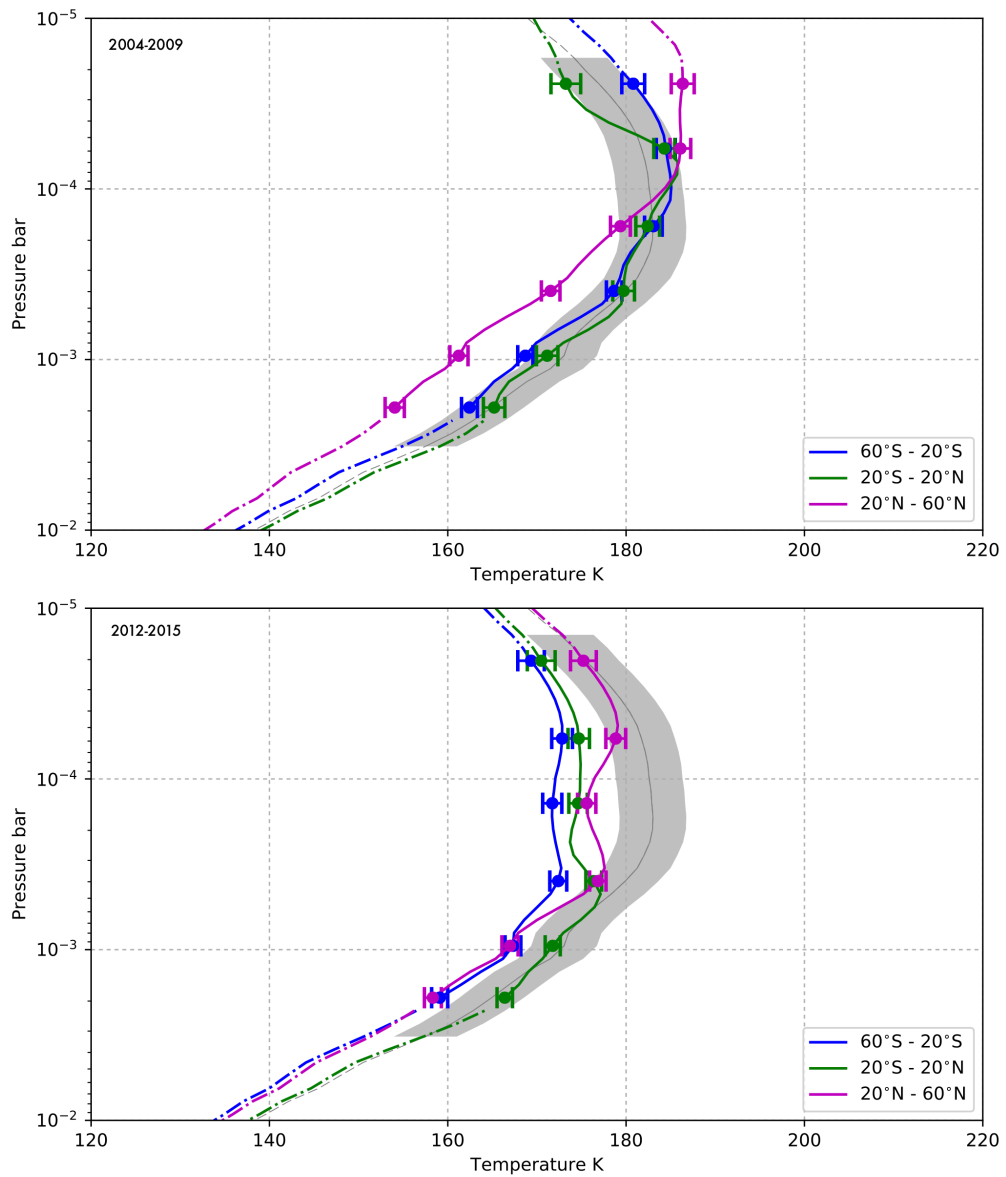 10⁻⁵
2004-2009
10⁻⁴
Pressure bar
10⁻³
60°S - 20°S
20°S - 20°N
20°N - 60°N
10⁻²
120 140 160 180 200 220
Temperature K
10⁻⁵
2012-2015
10⁻⁴
Pressure bar
10⁻³
60°S - 20°S
20°S - 20°N
20°N - 60°N
10⁻²
120 140 160 180 200 220
Temperature K